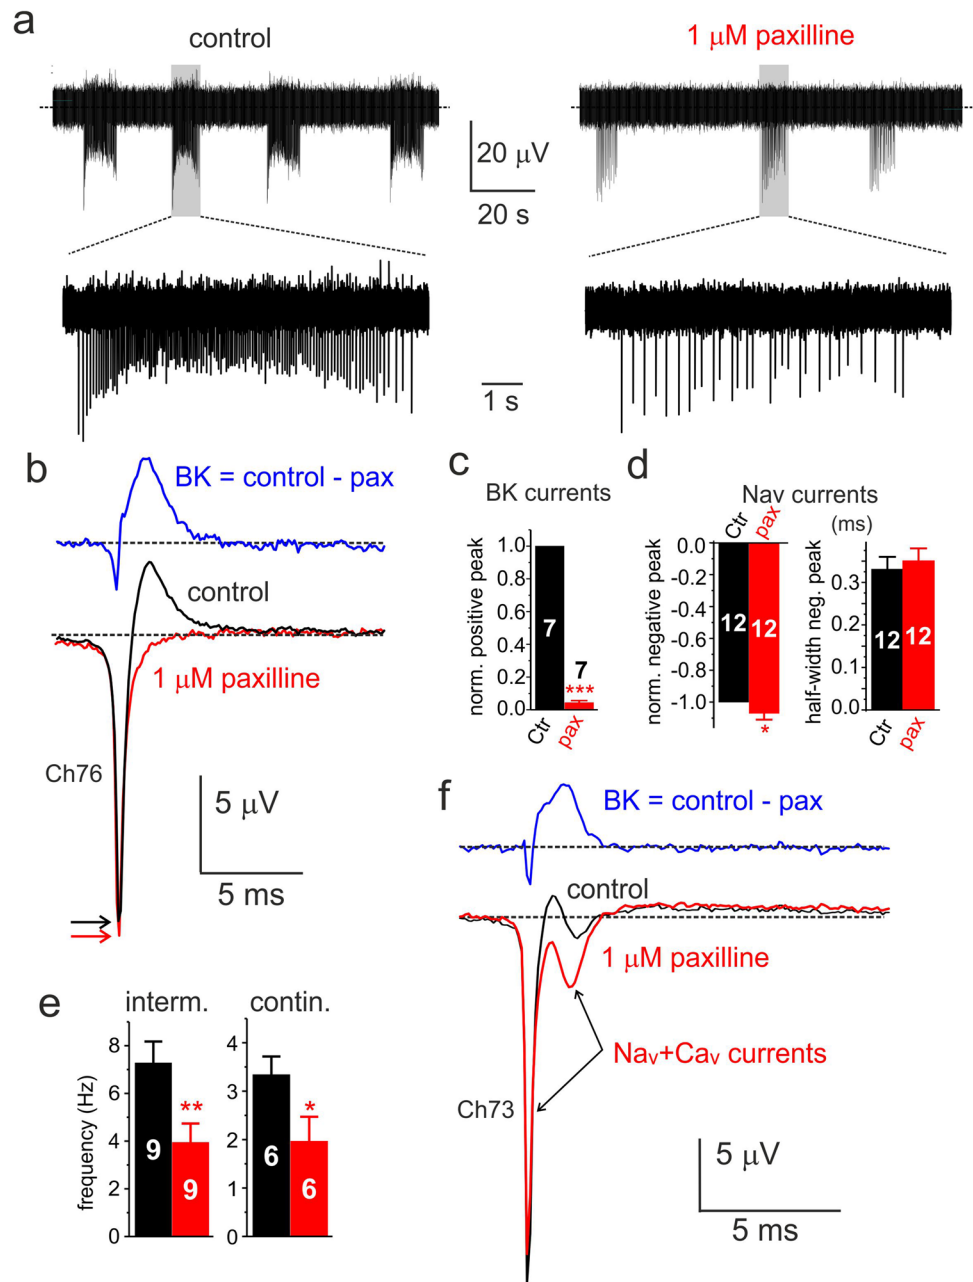 a
control
1 μM paxilline
20 μV
20 s
1 s
b
BK = control - pax
control
1 μM paxilline
Ch76
5 μV
5 ms
c
BK currents
norm. positive peak
1.0
0.8
0.6
0.4
0.2
0.0
7
7
***
Ctr
pax
d
Nav currents
Ctr
pax
norm. negative peak
0.0
-0.2
-0.4
-0.6
-0.8
-1.0
12
12
*
(ms)
half-width neg. peak
0.3
0.2
0.1
0.0
12
12
Ctr
pax
e
interm.
contin.
frequency (Hz)
8
6
4
2
0
9
**
9
4
3
2
1
0
6
*
6
f
BK = control - pax
control
1 μM paxilline
Nav+Cav currents
Ch73
5 μV
5 ms